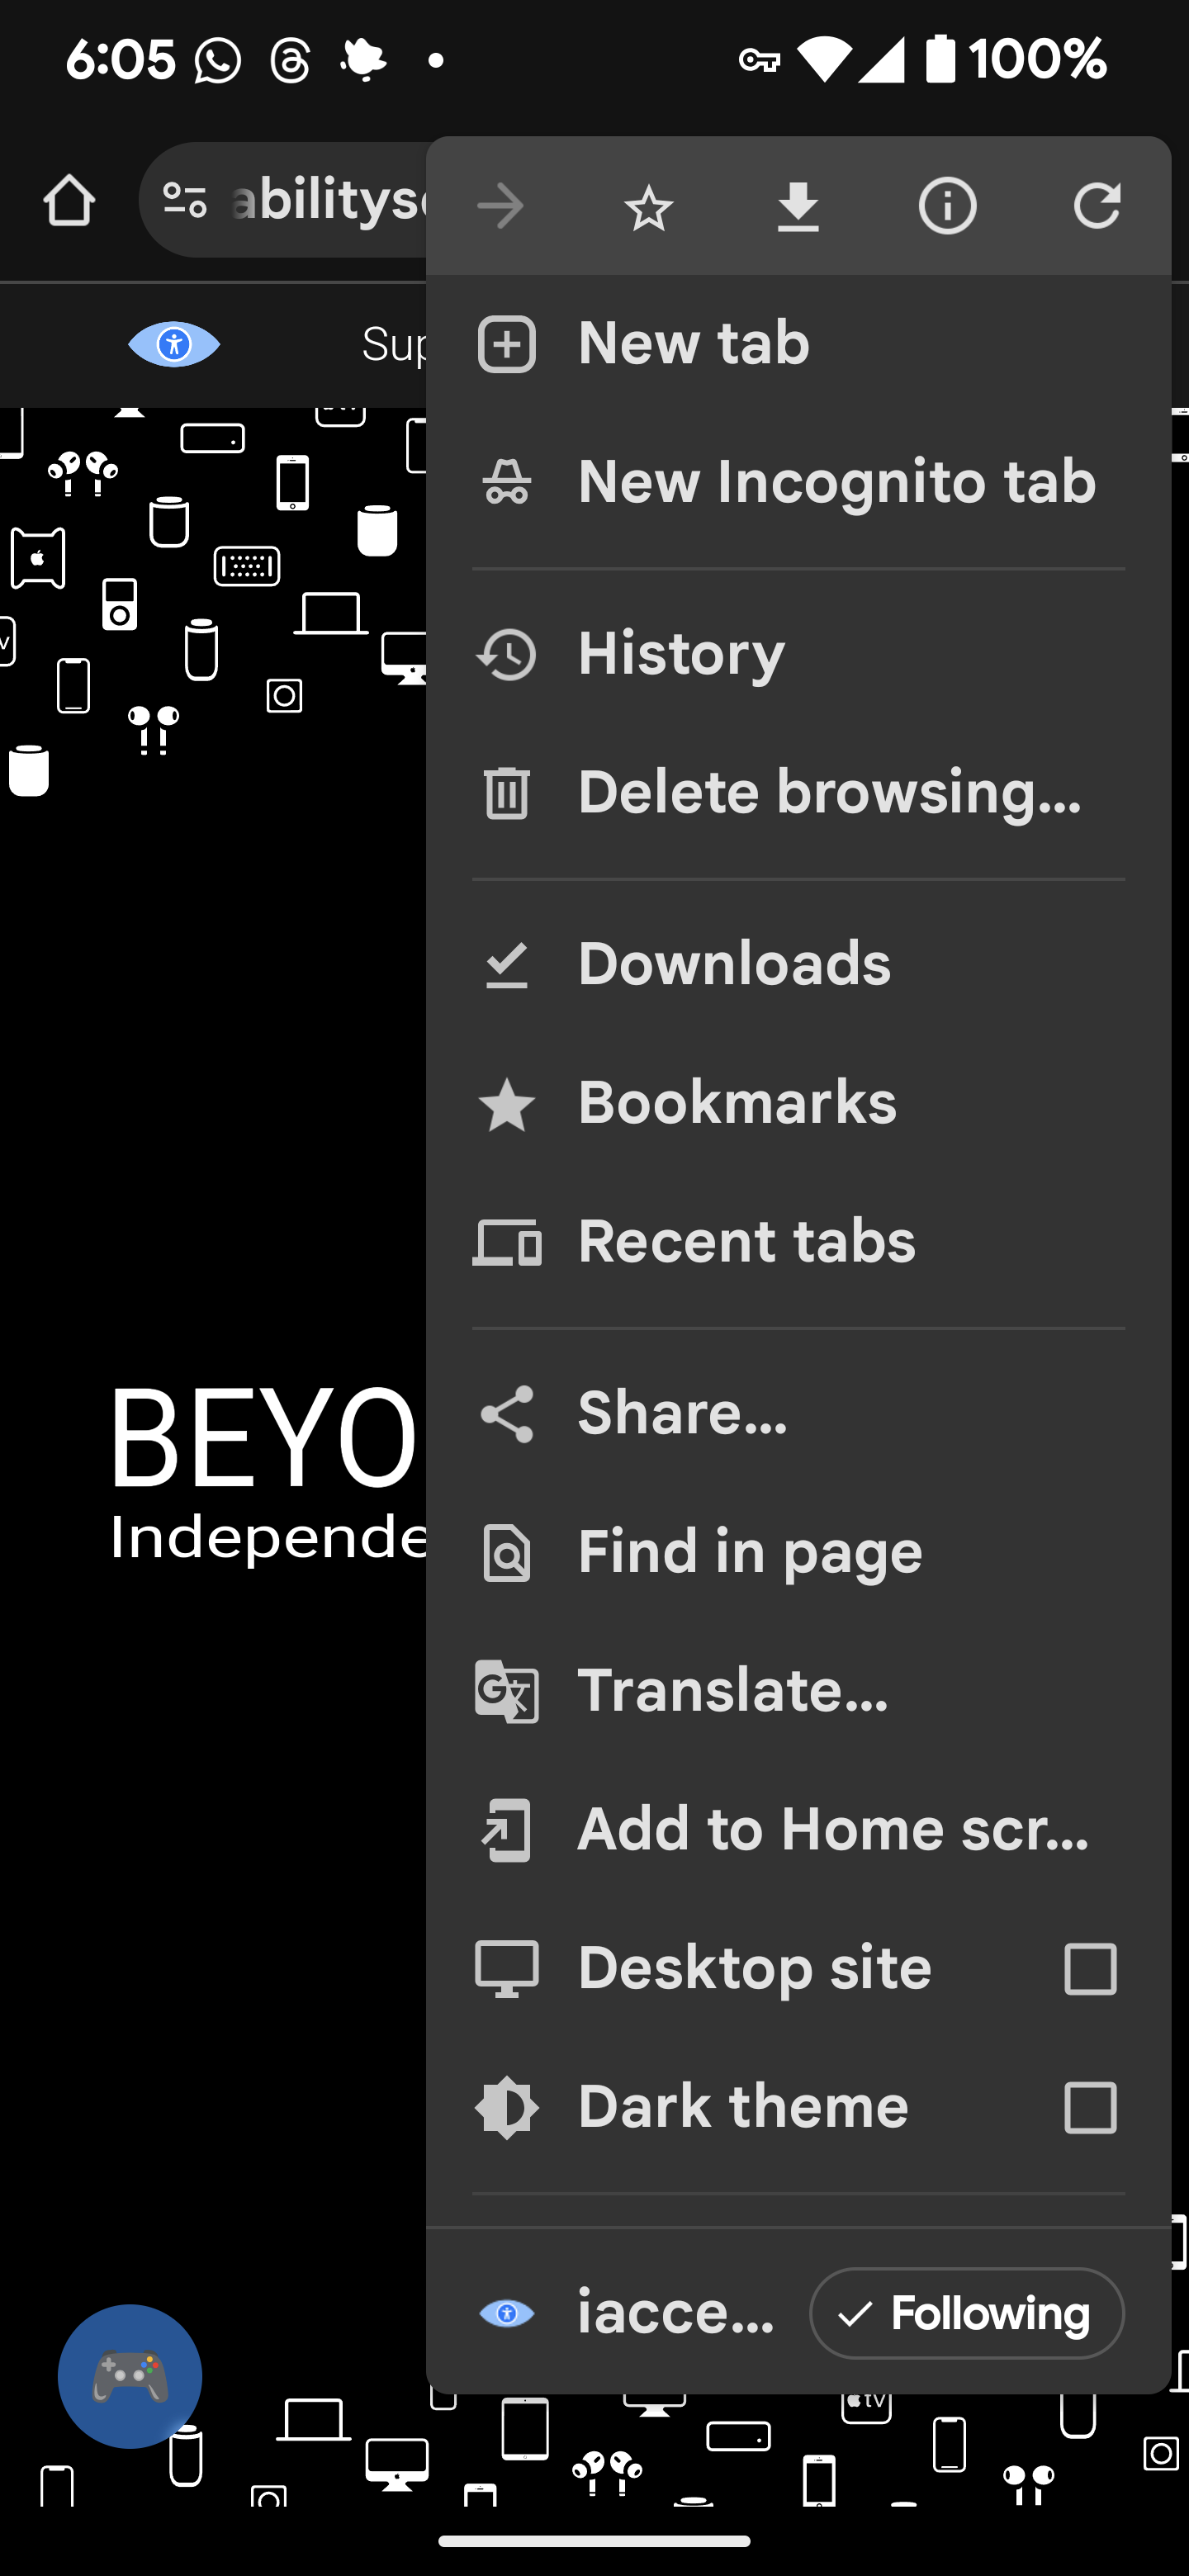 6:05 100%
abilitys
Sup
New tab
New Incognito tab
History
Delete browsing...
Downloads
Bookmarks
Recent tabs
BEYO
Independe
Share...
Find in page
Translate...
Add to Home scr...
Desktop site
Dark theme
iacce... Following
tv